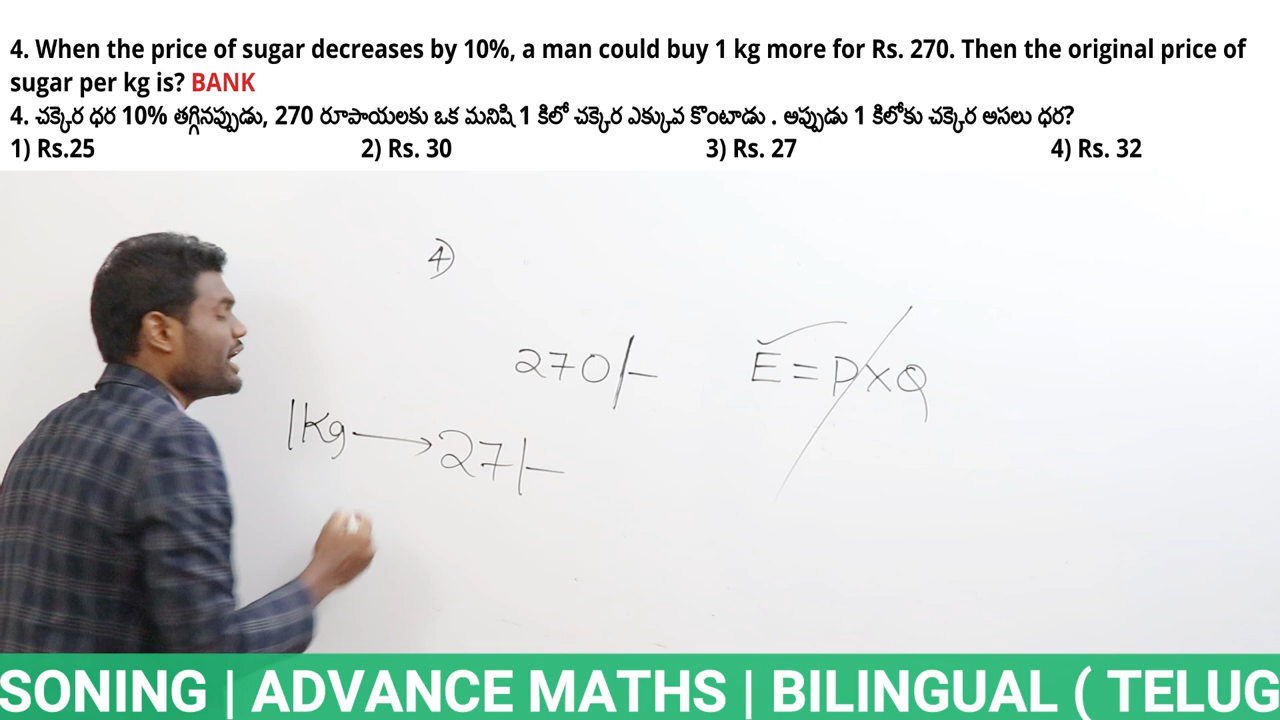 4. When the price of sugar decreases by 10%, a man could buy 1 kg more for Rs. 270. Then the original price of
sugar per kg is? BANK
4. చక్కెర ధర 10% తగ్గినప్పుడు, 270 రూపాయలకు ఒక మనిషి 1 కిలో చక్కెర ఎక్కువ కొంటాడు . అప్పుడు 1 కిలోకు చక్కెర అసలు ధర?
1) Rs.25 2) Rs. 30 3) Rs. 27 4) Rs. 32
4)
270/- E = P×Q
1Kg → 27/-
SONING | ADVANCE MATHS | BILINGUAL ( TELUG